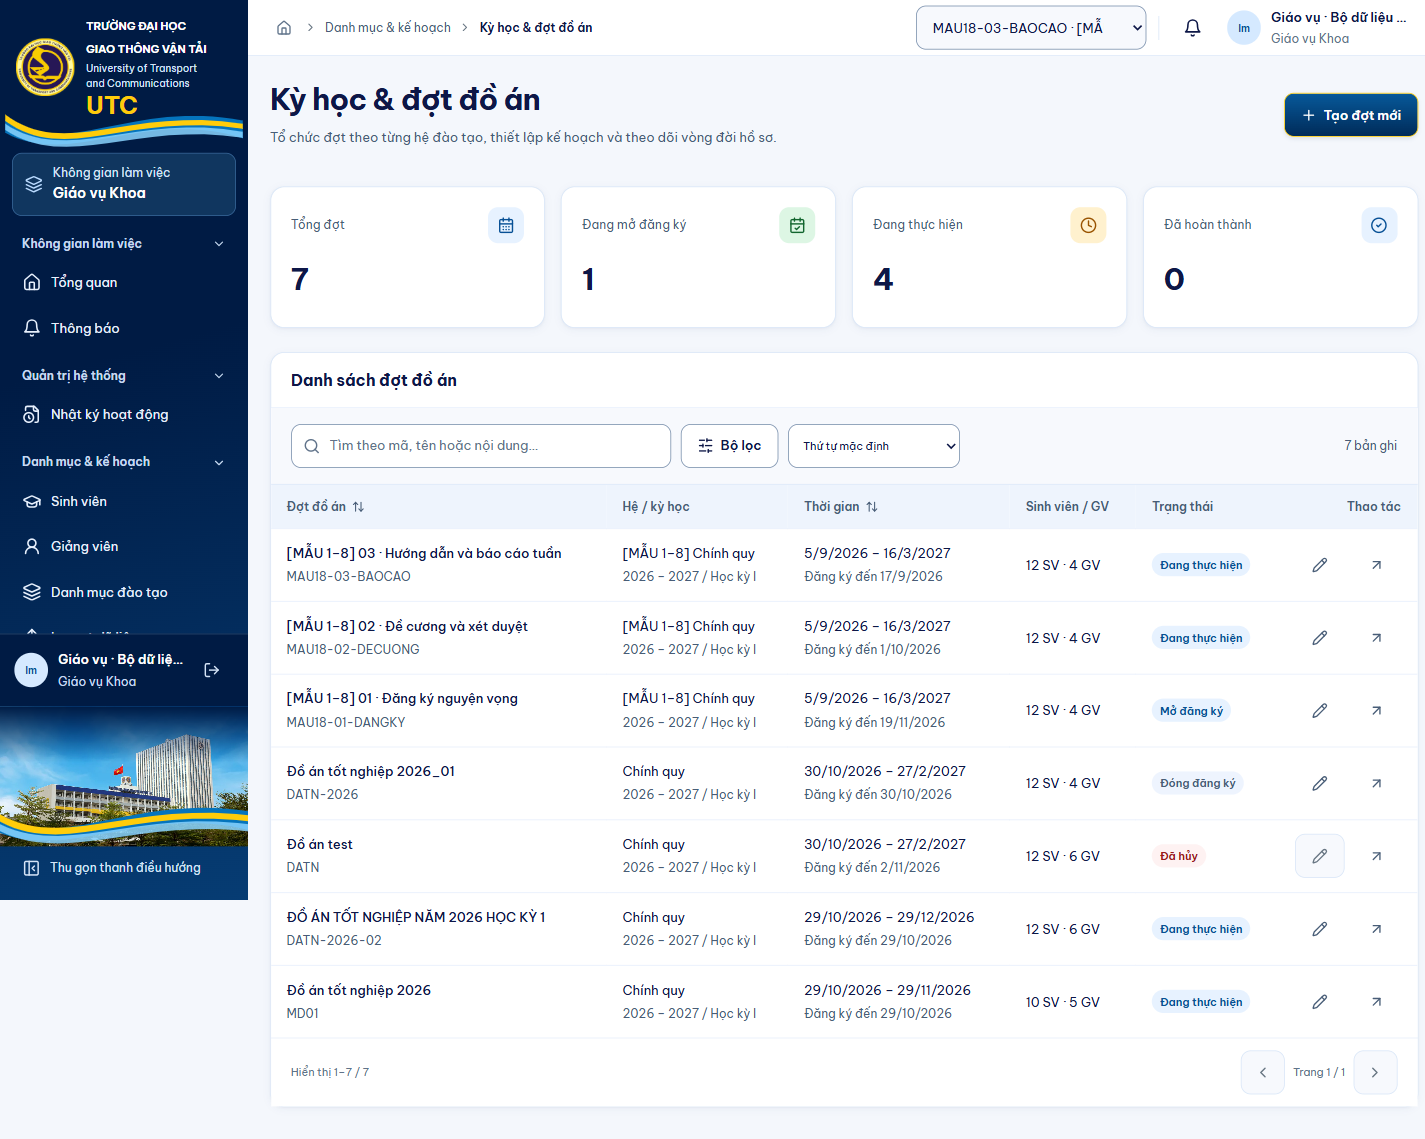 TRƯỜNG ĐẠI HỌC
GIAO THÔNG VẬN TẢI
University of Transport
and Communications
UTC
Không gian làm việc
Giáo vụ Khoa
Không gian làm việc
Tổng quan
Thông báo
Quản trị hệ thống
Nhật ký hoạt động
Danh mục & kế hoạch
Sinh viên
Giảng viên
Danh mục đào tạo
Im
Giáo vụ · Bộ dữ liệ...
Giáo vụ Khoa
Thu gọn thanh điều hướng
Danh mục & kế hoạch
Kỳ học & đợt đồ án
MAU18-03-BAOCAO · [MẪ
Im
Giáo vụ · Bộ dữ liệu ...
Giáo vụ Khoa
Kỳ học & đợt đồ án
Tổ chức đợt theo từng hệ đào tạo, thiết lập kế hoạch và theo dõi vòng đời hồ sơ.
Tạo đợt mới
Tổng đợt
7
Đang mở đăng ký
1
Đang thực hiện
4
Đã hoàn thành
0
Danh sách đợt đồ án
Tìm theo mã, tên hoặc nội dung...
Bộ lọc
Thứ tự mặc định
7 bản ghi
Đợt đồ án Hệ / kỳ học Thời gian Sinh viên / GV Trạng thái Thao tác
[MẪU 1-8] 03 · Hướng dẫn và báo cáo tuần [MẪU 1-8] Chính quy 5/9/2026 – 16/3/2027 12 SV · 4 GV Đang thực hiện
MAU18-03-BAOCAO 2026 – 2027 / Học kỳ I Đăng ký đến 17/9/2026
[MẪU 1-8] 02 · Đề cương và xét duyệt [MẪU 1-8] Chính quy 5/9/2026 – 16/3/2027 12 SV · 4 GV Đang thực hiện
MAU18-02-DECUONG 2026 – 2027 / Học kỳ I Đăng ký đến 1/10/2026
[MẪU 1-8] 01 · Đăng ký nguyện vọng [MẪU 1-8] Chính quy 5/9/2026 – 16/3/2027 12 SV · 4 GV Mở đăng ký
MAU18-01-DANGKY 2026 – 2027 / Học kỳ I Đăng ký đến 19/11/2026
Đồ án tốt nghiệp 2026_01 Chính quy 30/10/2026 – 27/2/2027 12 SV · 4 GV Đóng đăng ký
DATN-2026 2026 – 2027 / Học kỳ I Đăng ký đến 30/10/2026
Đồ án test Chính quy 30/10/2026 – 27/2/2027 12 SV · 6 GV Đã hủy
DATN 2026 – 2027 / Học kỳ I Đăng ký đến 2/11/2026
ĐỒ ÁN TỐT NGHIỆP NĂM 2026 HỌC KỲ 1 Chính quy 29/10/2026 – 29/12/2026 12 SV · 6 GV Đang thực hiện
DATN-2026-02 2026 – 2027 / Học kỳ I Đăng ký đến 29/10/2026
Đồ án tốt nghiệp 2026 Chính quy 29/10/2026 – 29/11/2026 10 SV · 5 GV Đang thực hiện
MD01 2026 – 2027 / Học kỳ I Đăng ký đến 29/10/2026
Hiển thị 1–7 / 7
Trang 1 / 1